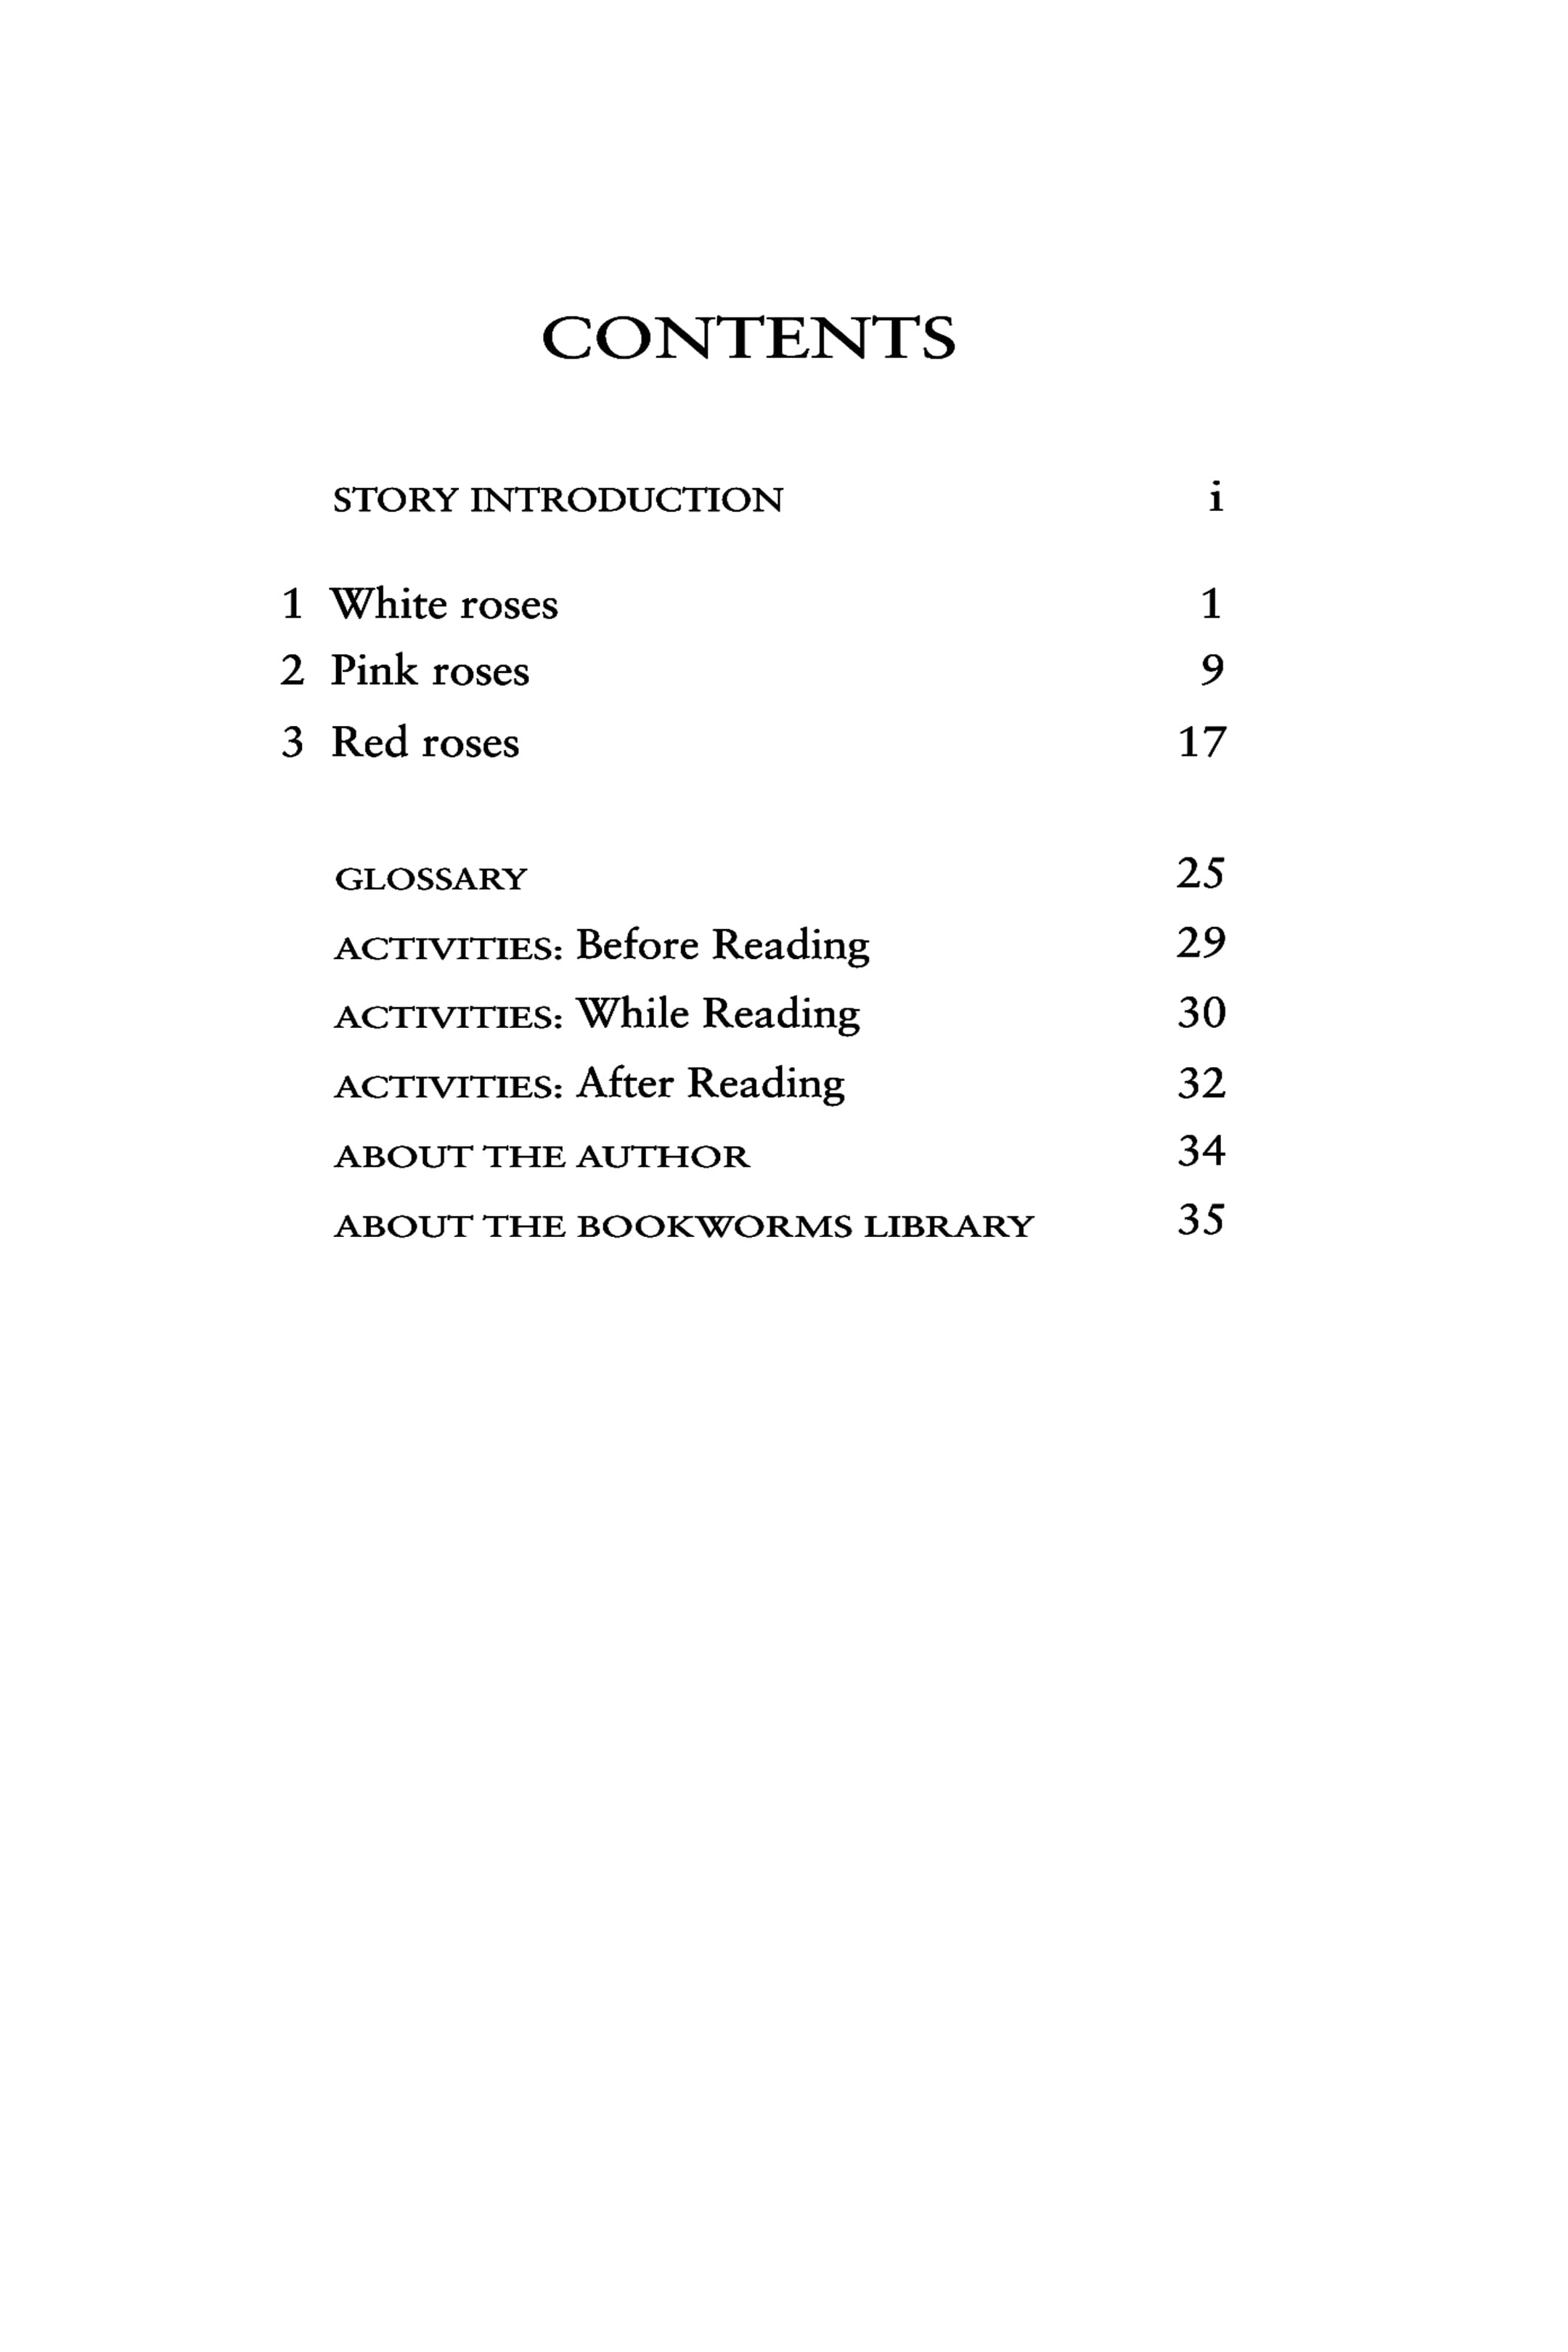 CONTENTS
STORY INTRODUCTION i
1 White roses 1
2 Pink roses 9
3 Red roses 17
GLOSSARY 25
ACTIVITIES: Before Reading 29
ACTIVITIES: While Reading 30
ACTIVITIES: After Reading 32
ABOUT THE AUTHOR 34
ABOUT THE BOOKWORMS LIBRARY 35